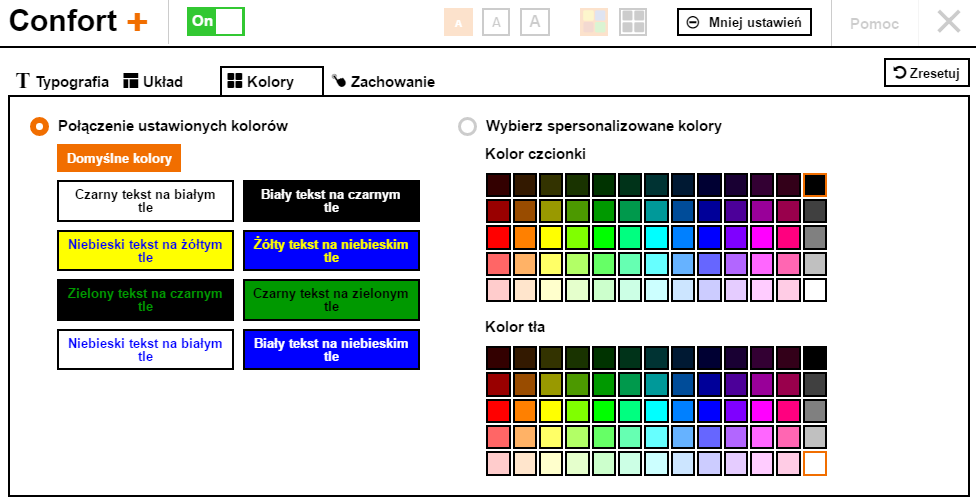 Confort +
On
A A A
Mniej ustawień
Pomoc
Zresetuj
T Typografia Układ Kolory Zachowanie
Połączenie ustawionych kolorów
Domyślne kolory
Czarny tekst na białym
tle
Biały tekst na czarnym
tle
Niebieski tekst na żółtym
tle
Żółty tekst na niebieskim
tle
Zielony tekst na czarnym
tle
Czarny tekst na zielonym
tle
Niebieski tekst na białym
tle
Biały tekst na niebieskim
tle
Wybierz spersonalizowane kolory
Kolor czcionki
Kolor tła